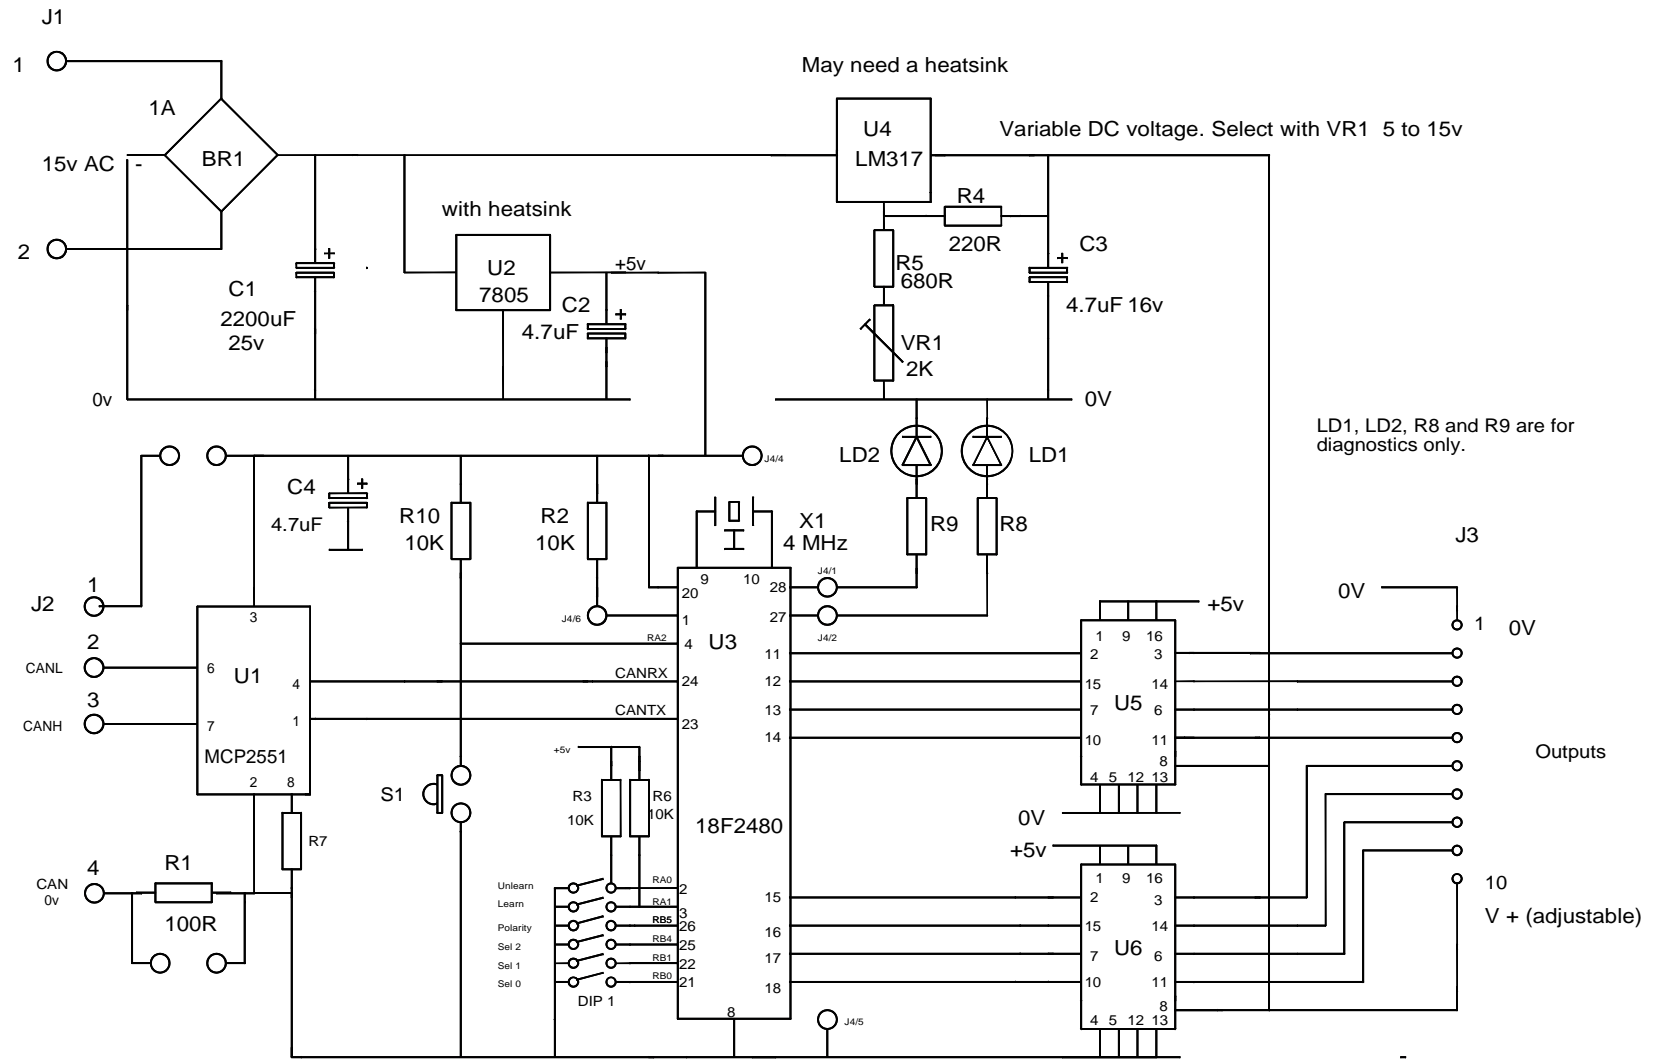 J1
1
1A
15v AC
-
BR1
2
0v
C1
2200uF
25v
+
with heatsink
U2
7805
+5v
C2
4.7uF
+
May need a heatsink
U4
LM317
Variable DC voltage. Select with VR1  5 to 15v
R4
220R
R5
680R
VR1
2K
C3
+
4.7uF 16v
0V
LD1, LD2, R8 and R9 are for
diagnostics only.
LD2
LD1
R9
R8
J4/4
C4
+
4.7uF
R10
10K
R2
10K
X1
4 MHz
J4/1
J4/2
J4/6
J2
1
2
CANL
3
CANH
4
CAN
0v
3
6
U1
4
7
1
MCP2551
2
8
R7
R1
100R
S1
RA2
CANRX
CANTX
+5v
R3
10K
R6
10K
9
10
20
28
1
27
U3
4
11
24
12
23
13
14
18F2480
2
3
26
25
22
21
15
16
17
18
8
Unlearn
Learn
Polarity
Sel 2
Sel 1
Sel 0
RA0
RA1
RB5
RB4
RB1
RB0
DIP 1
J4/5
+5v
1
9
16
2
3
15
14
U5
7
6
10
11
8
4
5
12
13
0V
+5v
1
9
16
2
3
15
14
U6
7
6
10
11
8
4
5
12
13
J3
0V
1
0V
Outputs
10
V + (adjustable)